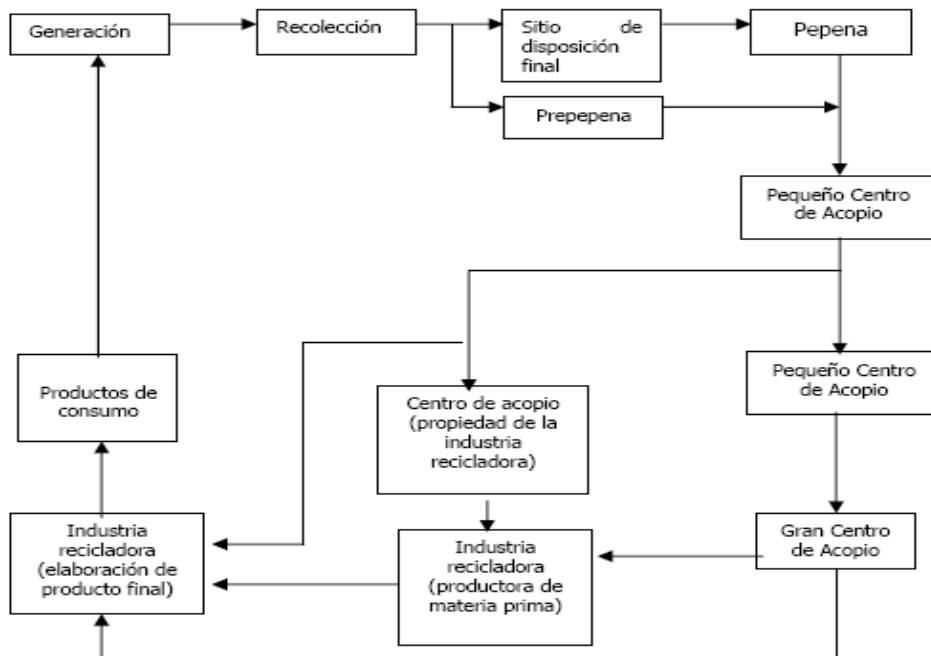 Generación
Recolección
Sitio de
disposición
final
Pepena
Prepepena
Pequeño Centro
de Acopio
Productos de
consumo
Centro de acopio
(propiedad de la
industria
recicladora)
Pequeño Centro
de Acopio
Industria
recicladora
(elaboración de
producto final)
Industria
recicladora
(productora de
materia prima)
Gran Centro
de Acopio